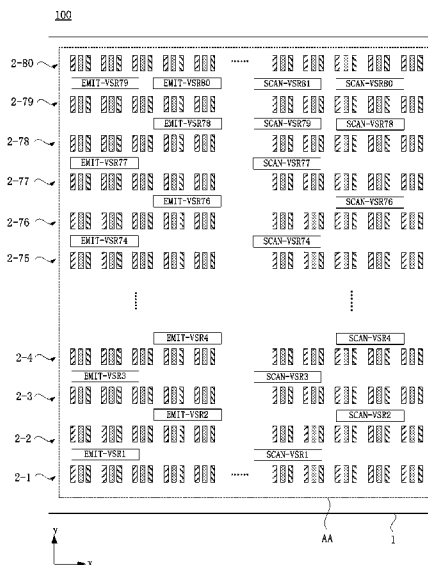 100
2-80
EMIT-VSR79 EMIT-VSR80 SCAN-VSR81 SCAN-VSR80
2-79
EMIT-VSR78 SCAN-VSR79 SCAN-VSR78
2-78
EMIT-VSR77 SCAN-VSR77
2-77
EMIT-VSR76 SCAN-VSR76
2-76
EMIT-VSR74 SCAN-VSR74
2-75
EMIT-VSR4 SCAN-VSR4
2-4
EMIT-VSR3 SCAN-VSR3
2-3
EMIT-VSR2 SCAN-VSR2
2-2
EMIT-VSR1 SCAN-VSR1
2-1
AA 1
y
x